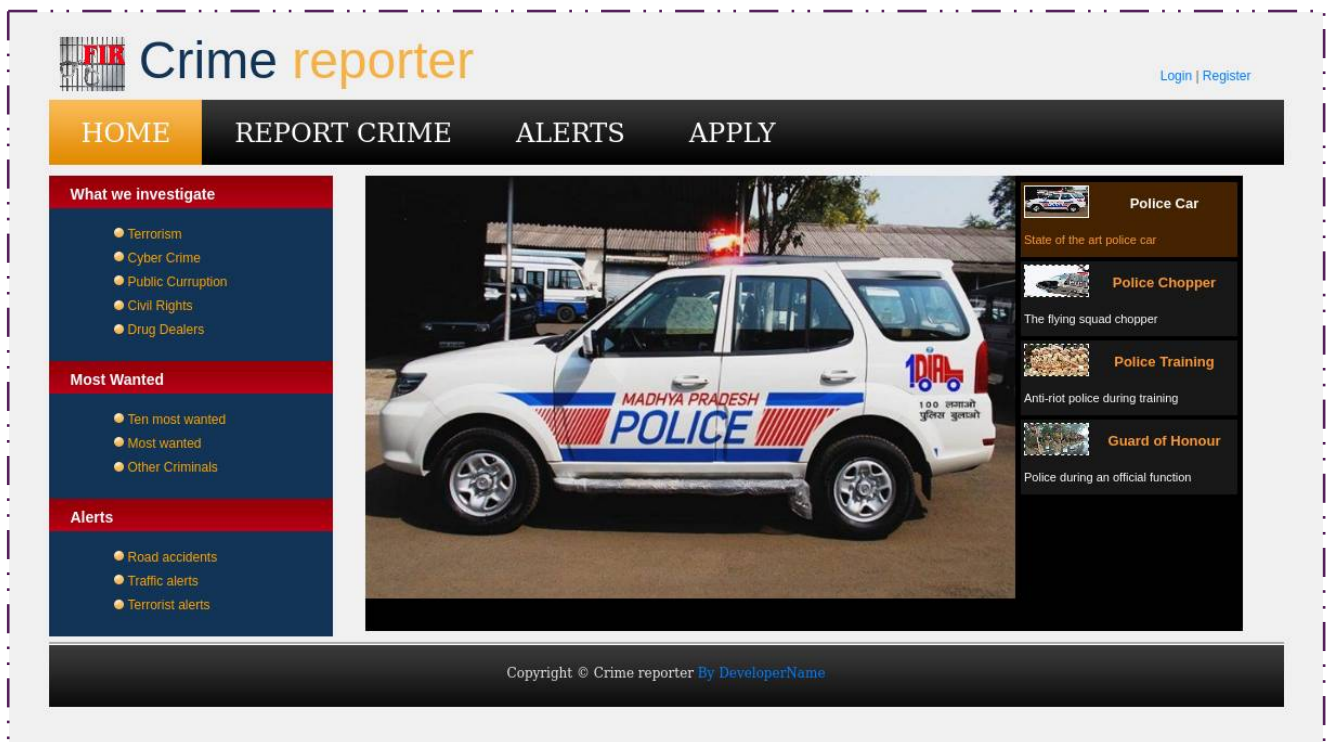 FIR
Crime reporter
Login | Register
HOME
REPORT CRIME
ALERTS
APPLY
What we investigate
Terrorism
Cyber Crime
Public Curruption
Civil Rights
Drug Dealers
Most Wanted
Ten most wanted
Most wanted
Other Criminals
Alerts
Road accidents
Traffic alerts
Terrorist alerts
MADHYA PRADESH
POLICE
DIAL
100 लगाओ
पुलिस बुलाओ
Police Car
State of the art police car
Police Chopper
The flying squad chopper
Police Training
Anti-riot police during training
Guard of Honour
Police during an official function
Copyright © Crime reporter By DeveloperName